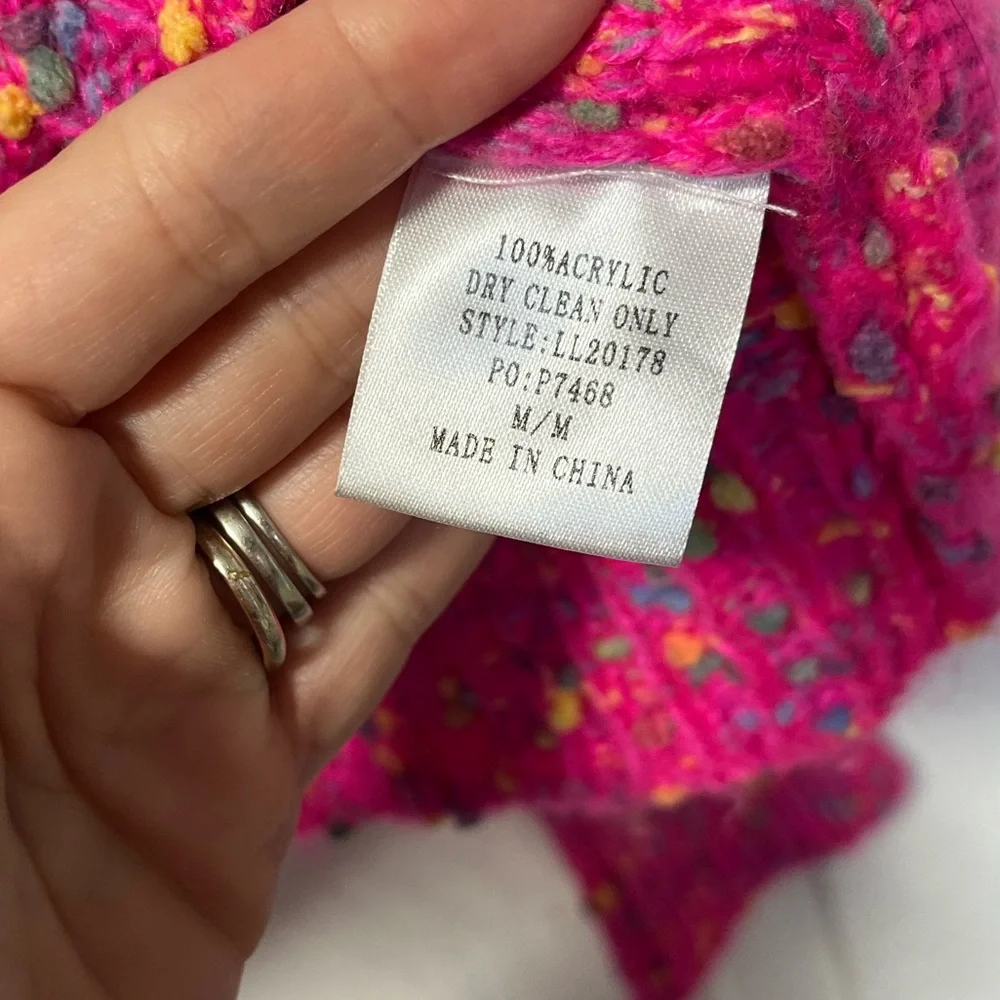 100%ACRYLIC
DRY CLEAN ONLY
STYLE:LL20178
PO:P7468
M/M
MADE IN CHINA